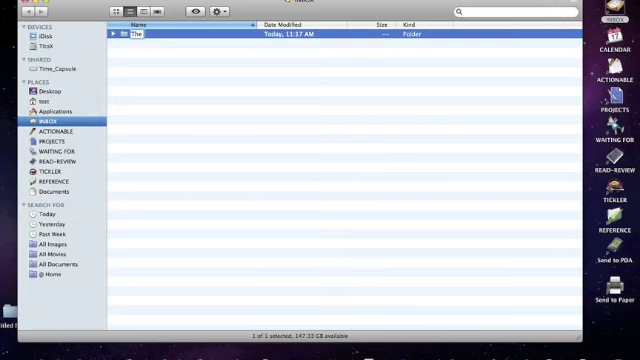 INBOX
Name
Date Modified
Size
Kind
The
Today, 11:17 AM
--
Folder
DEVICES
iDisk
SHARED
Time_Capsule
PLACES
Desktop
test
Applications
INBOX
ACTIONABLE
PROJECTS
WAITING FOR
READ-REVIEW
TICKLER
REFERENCE
Documents
SEARCH FOR
Today
Yesterday
Past Week
All Images
All Movies
All Documents
@ Home
1 of 1 selected, 147.33 GB available
INBOX
CALENDAR
ACTIONABLE
PROJECTS
WAITING FOR
READ-REVIEW
TICKLER
REFERENCE
Send to PDA
Send to Paper